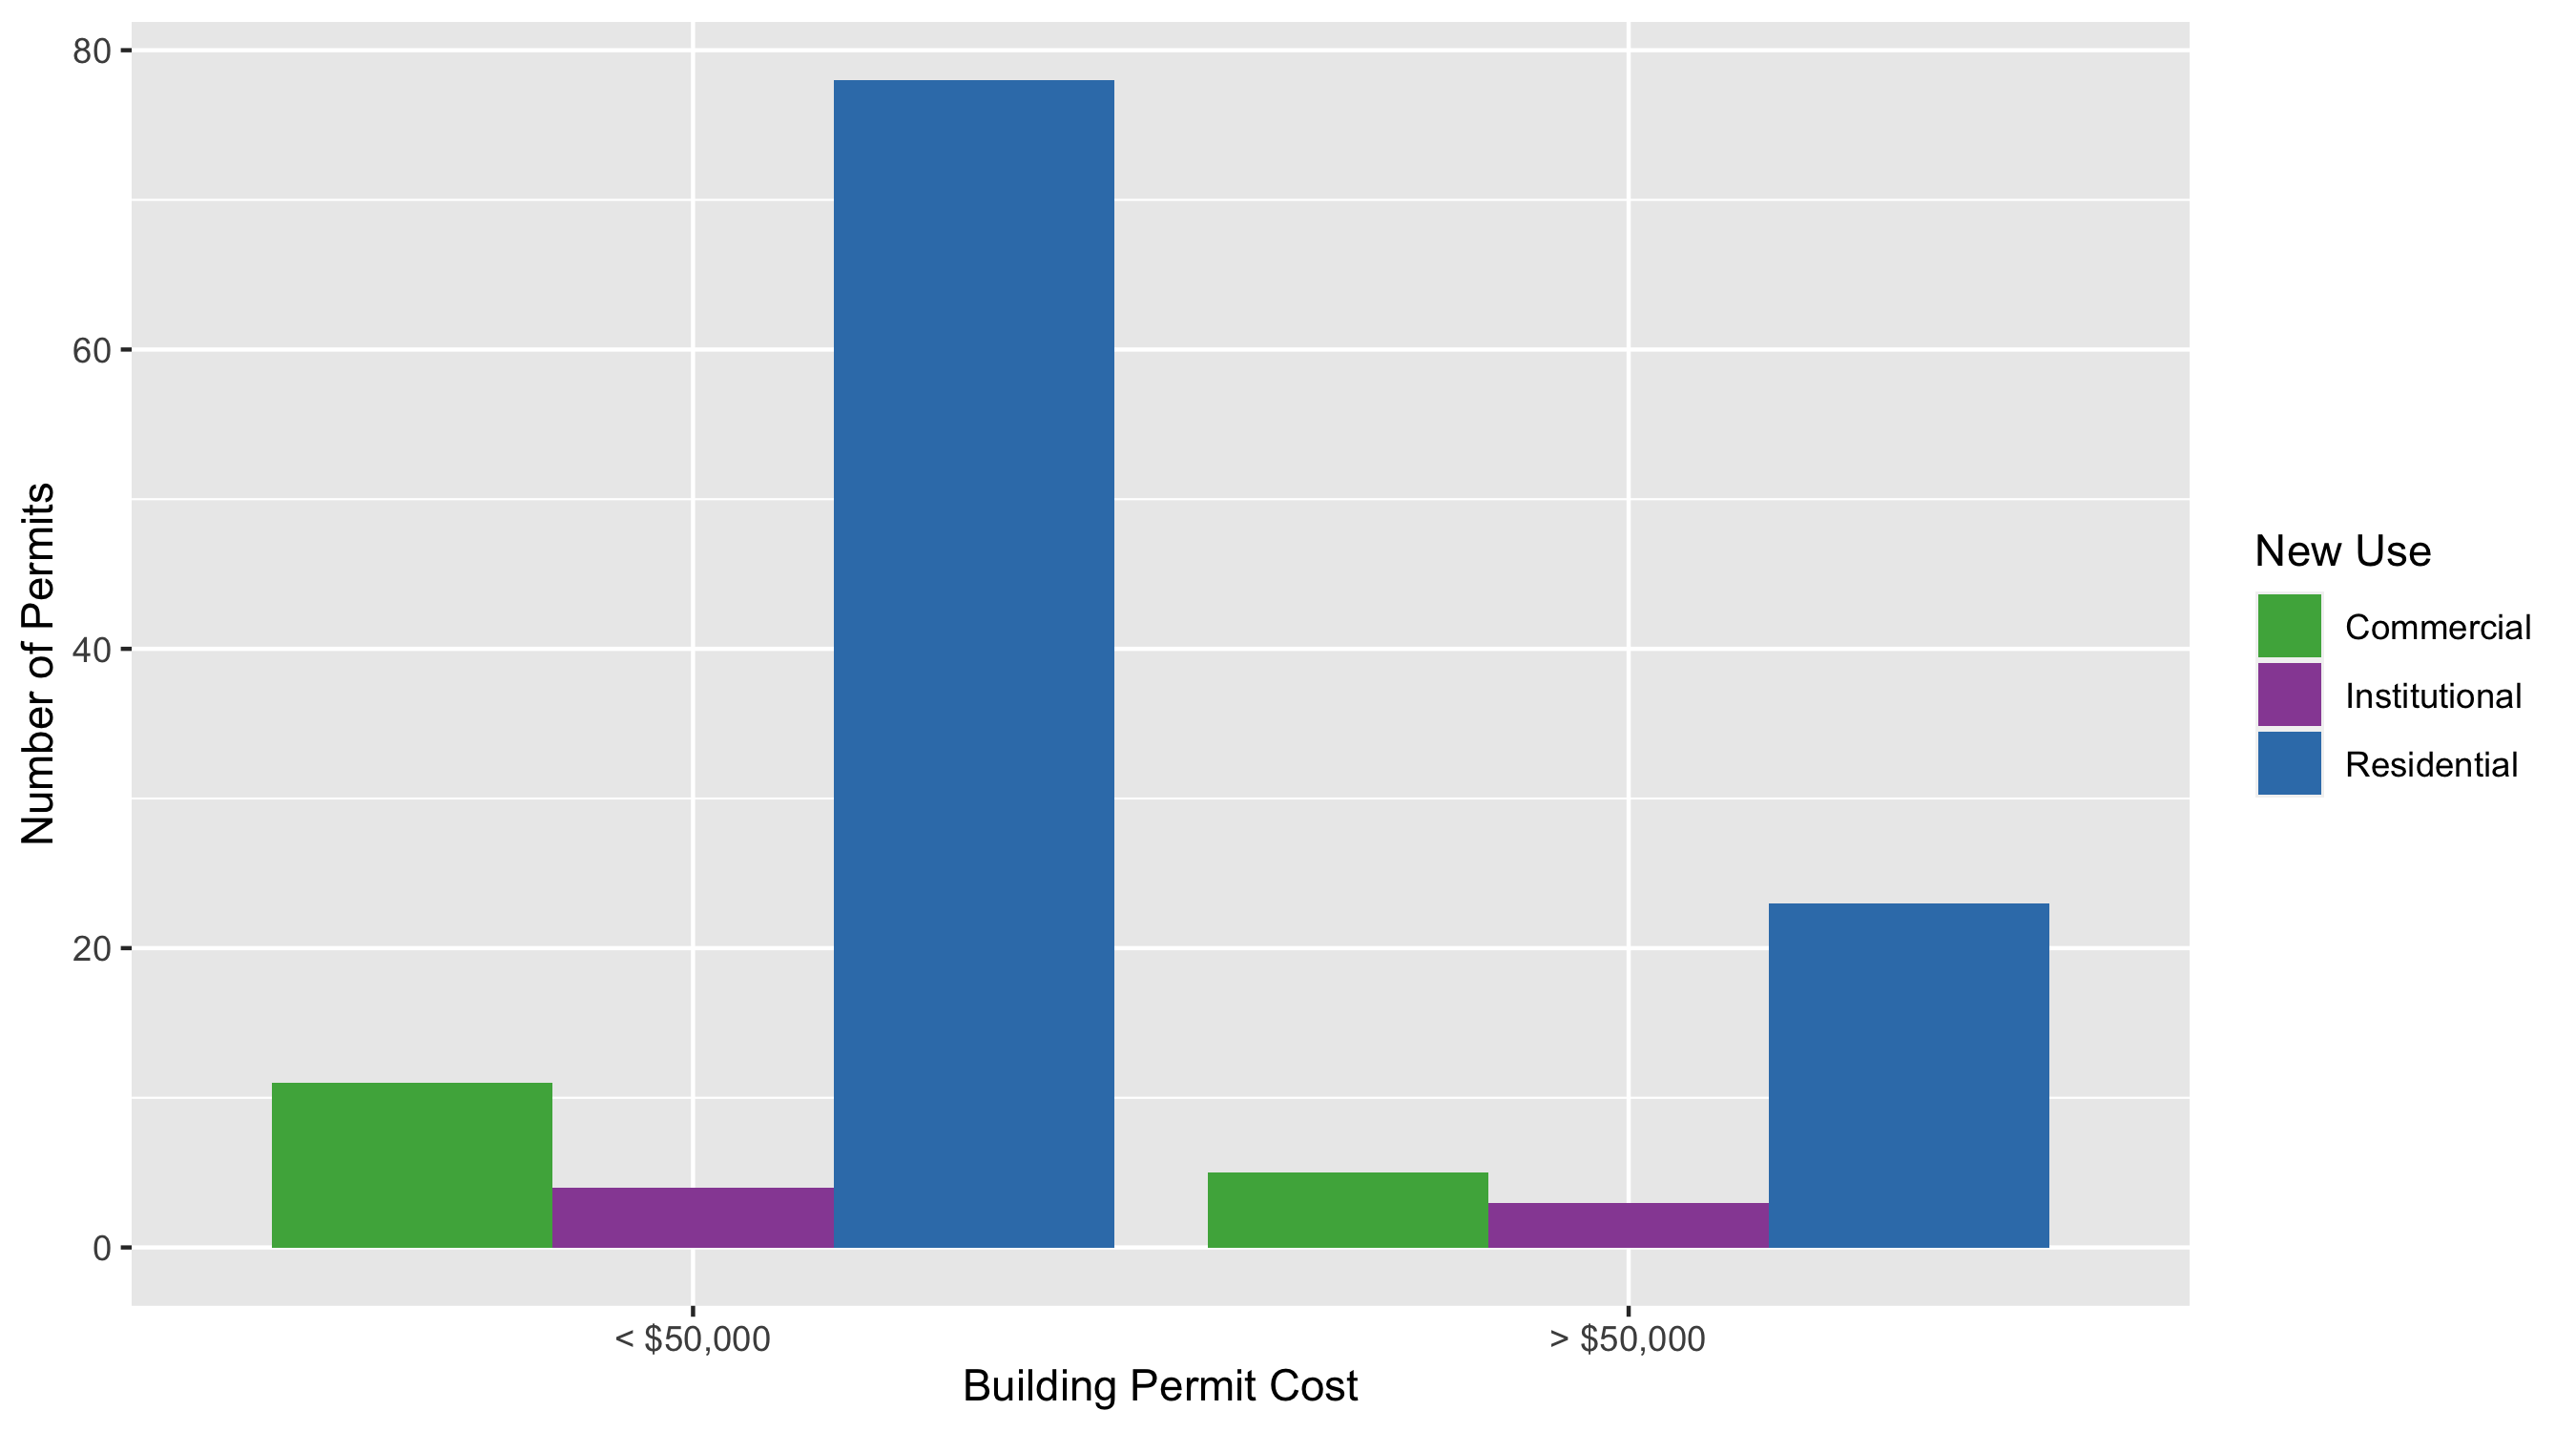 Number of Permits
80
60
40
20
0
< $50,000
> $50,000
Building Permit Cost
New Use
Commercial
Institutional
Residential